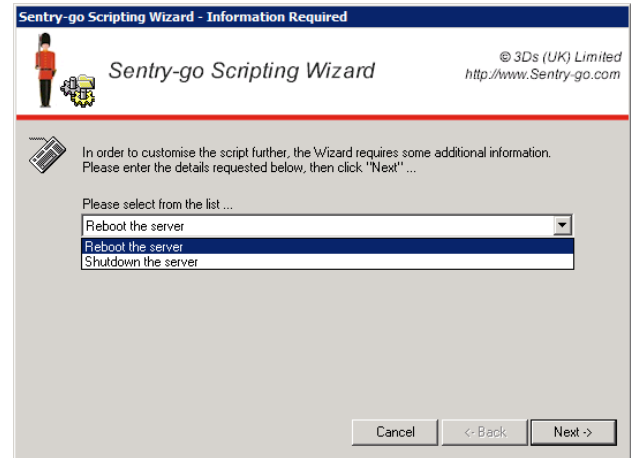 Sentry-go Scripting Wizard - Information Required
Sentry-go Scripting Wizard
© 3Ds (UK) Limited
http://www.Sentry-go.com
In order to customise the script further, the Wizard requires some additional information.
Please enter the details requested below, then click "Next" ...
Please select from the list ...
Reboot the server
Reboot the server
Shutdown the server
Cancel
<- Back
Next ->